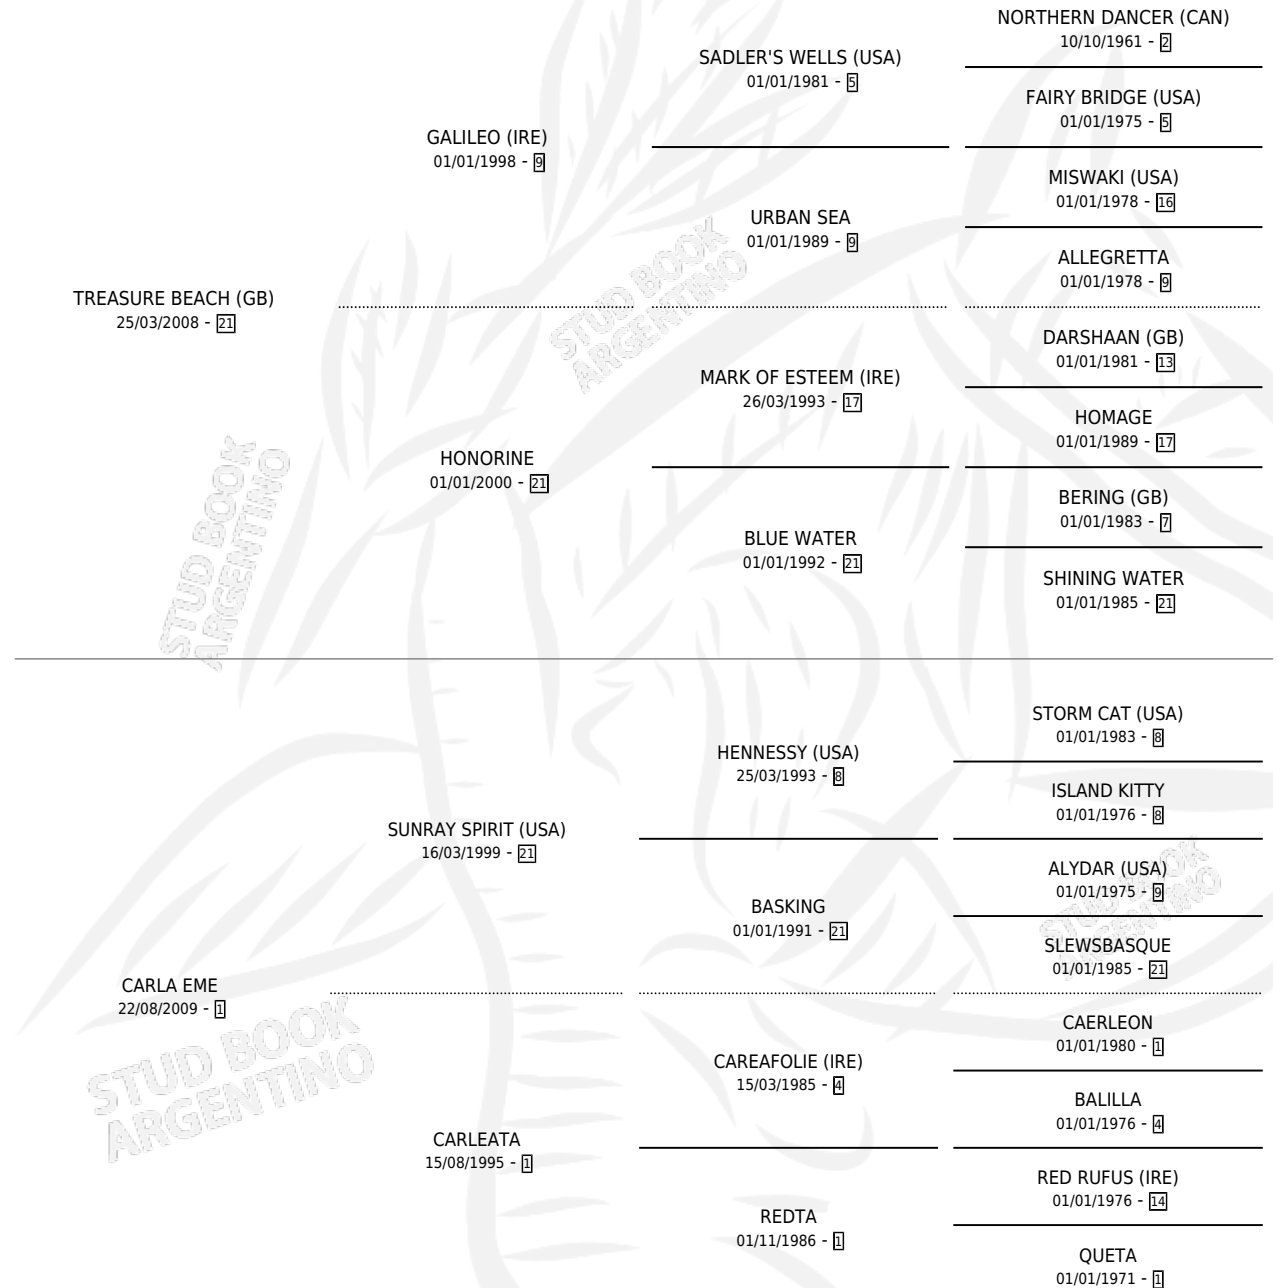 NORTHERN DANCER (CAN)
10/10/1961 - 2
SADLER'S WELLS (USA)
01/01/1981 - 5
FAIRY BRIDGE (USA)
01/01/1975 - 5
GALILEO (IRE)
01/01/1998 - 9
MISWAKI (USA)
01/01/1978 - 16
URBAN SEA
01/01/1989 - 9
ALLEGRETTA
01/01/1978 - 9
TREASURE BEACH (GB)
25/03/2008 - 21
STUD BOOK
ARGENTINO
DARSHAAN (GB)
01/01/1981 - 13
MARK OF ESTEEM (IRE)
26/03/1993 - 17
HOMAGE
01/01/1989 - 17
HONORINE
01/01/2000 - 21
BERING (GB)
01/01/1983 - 7
BLUE WATER
01/01/1992 - 21
SHINING WATER
01/01/1985 - 21
STUD BOOK
ARGENTINO
STORM CAT (USA)
01/01/1983 - 8
HENNESSY (USA)
25/03/1993 - 8
ISLAND KITTY
01/01/1976 - 8
SUNRAY SPIRIT (USA)
16/03/1999 - 21
ALYDAR (USA)
01/01/1975 - 9
BASKING
01/01/1991 - 21
STUD BOOK
ARGENTINO
SLEWSBASQUE
01/01/1985 - 21
CARLA EME
22/08/2009 - 1
STUD BOOK
ARGENTINO
CAERLEON
01/01/1980 - 1
CAREAFOLIE (IRE)
15/03/1985 - 4
BALILLA
01/01/1976 - 4
CARLEATA
15/08/1995 - 1
RED RUFUS (IRE)
01/01/1976 - 14
REDTA
01/11/1986 - 1
QUETA
01/01/1971 - 1